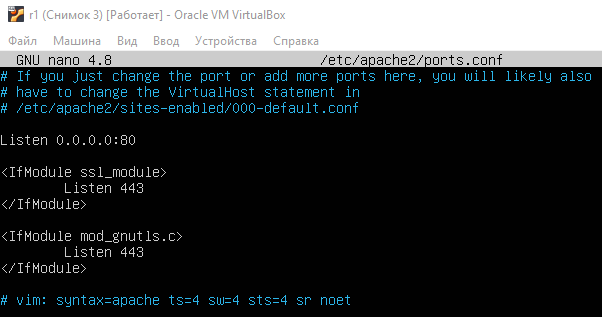 r1 (Снимок 3) [Работает] - Oracle VM VirtualBox
Файл Машина Вид Ввод Устройства Справка
GNU nano 4.8 /etc/apache2/ports.conf
# If you just change the port or add more ports here, you will likely also
# have to change the VirtualHost statement in
# /etc/apache2/sites-enabled/000-default.conf
Listen 0.0.0.0:80
<IfModule ssl_module>
Listen 443
</IfModule>
<IfModule mod_gnutls.c>
Listen 443
</IfModule>
# vim: syntax=apache ts=4 sw=4 sts=4 sr noet